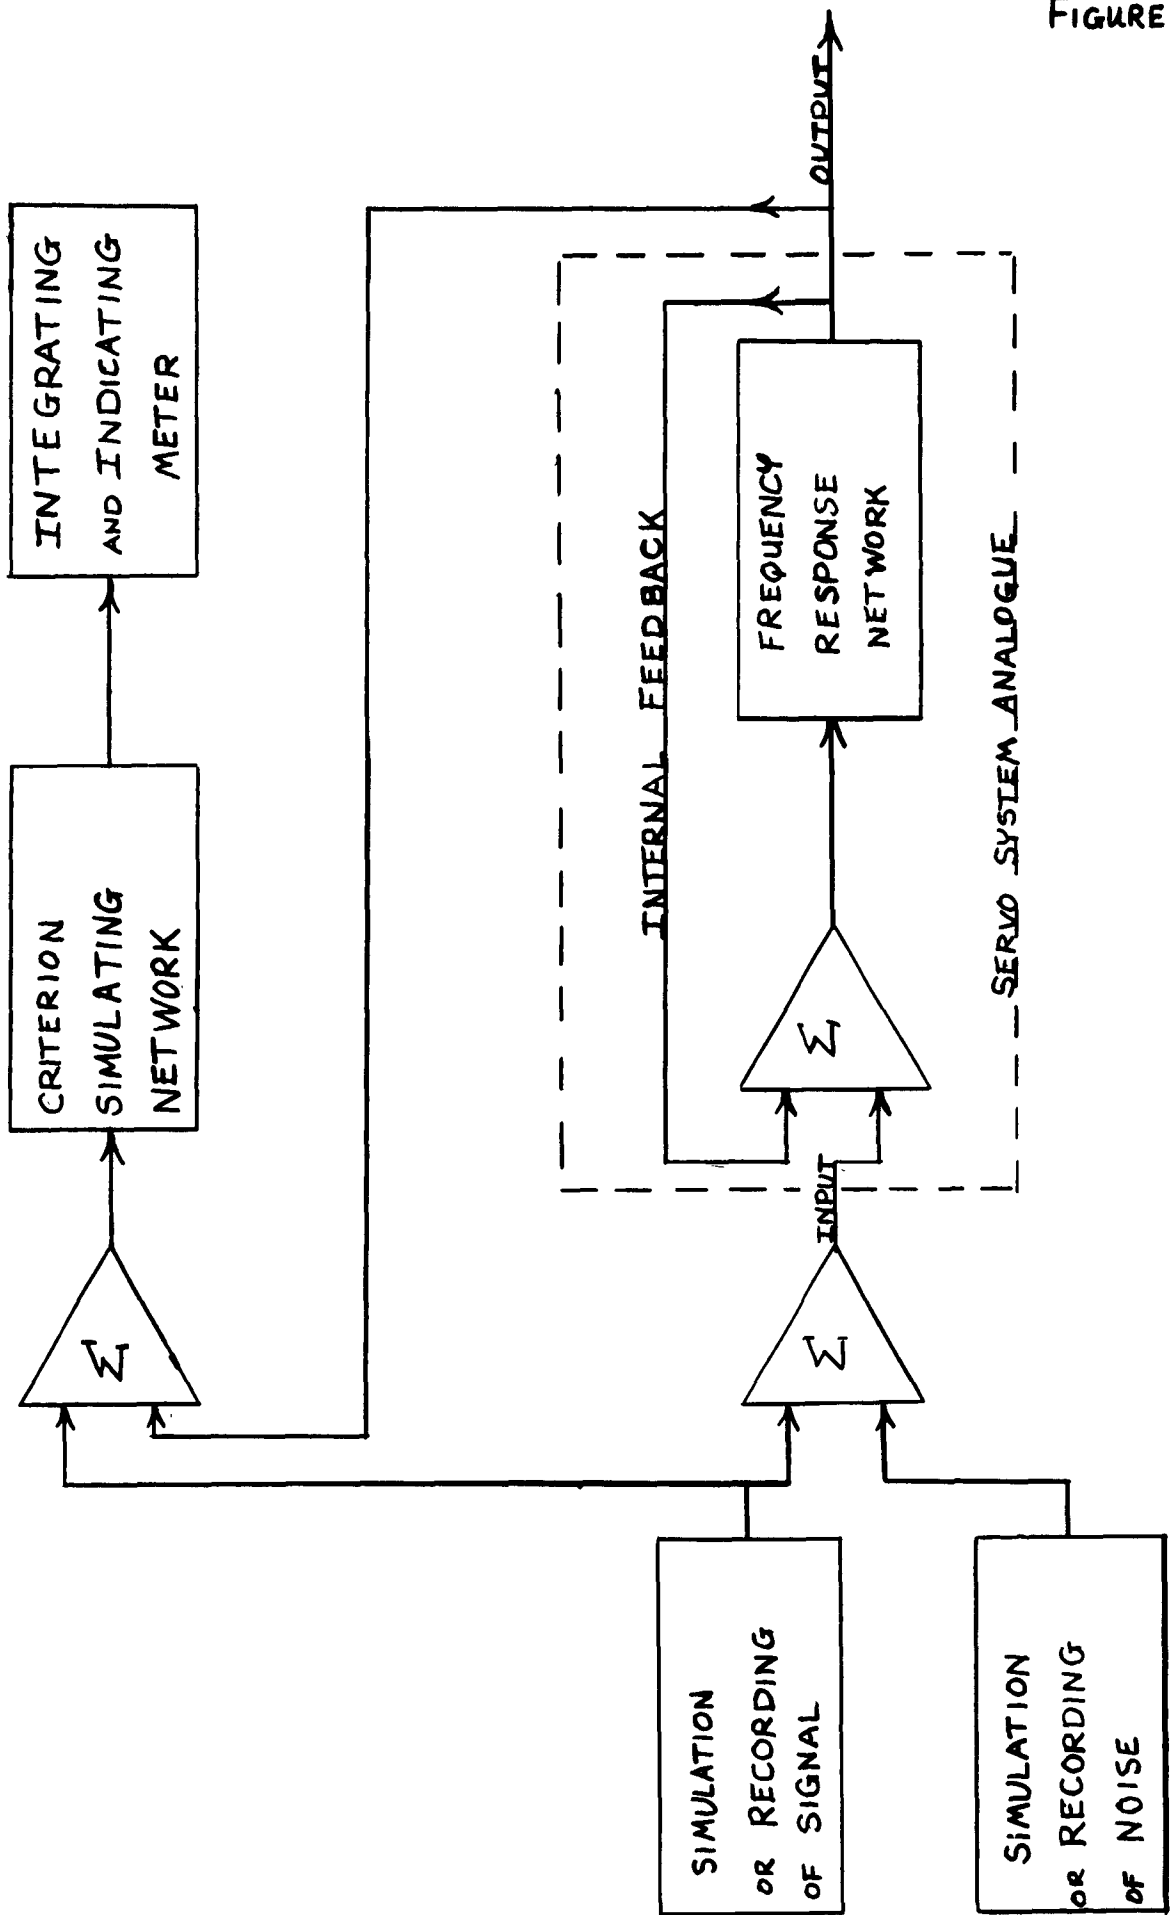 FIGURE
INTEGRATING
AND INDICATING
METER
CRITERION
SIMULATING
NETWORK
Σ
OUTPUT
INTERNAL FEEDBACK
FREQUENCY
RESPONSE
NETWORK
Σ
SERVO SYSTEM ANALOGUE
INPUT
Σ
SIMULATION
OR RECORDING
OF SIGNAL
SIMULATION
OR RECORDING
OF NOISE